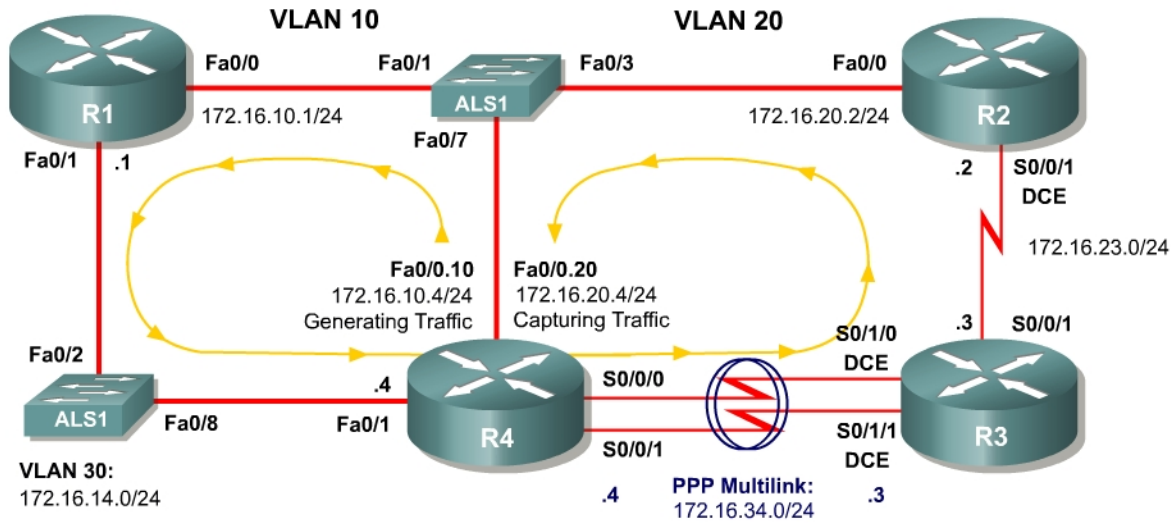 VLAN 10
VLAN 20
Fa0/0
Fa0/1
Fa0/3
Fa0/0
R1
ALS1
R2
172.16.10.1/24
172.16.20.2/24
Fa0/7
Fa0/1
.1
.2
S0/0/1
DCE
172.16.23.0/24
Fa0/0.10
172.16.10.4/24
Generating Traffic
Fa0/0.20
172.16.20.4/24
Capturing Traffic
.3
S0/0/1
S0/1/0
DCE
Fa0/2
ALS1
Fa0/8
.4
Fa0/1
R4
S0/0/0
S0/0/1
S0/1/1
DCE
R3
VLAN 30:
172.16.14.0/24
.4
PPP Multilink:
172.16.34.0/24
.3